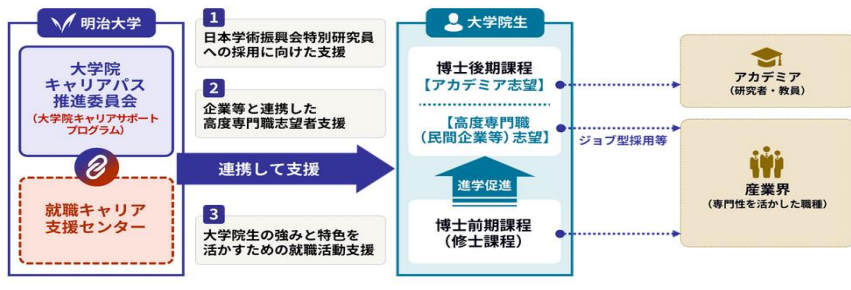 明治大学
大学院
キャリアパス
推進委員会
(大学院キャリアサポート
プログラム)
就職キャリア
支援センター
1
日本学術振興会特別研究員
への採用に向けた支援
2
企業等と連携した
高度専門職志望者支援
連携して支援
3
大学院生の強みと特色を
活かすための就職活動支援
大学院生
博士後期課程
【アカデミア志望】
【高度専門職
(民間企業等)志望】
進学促進
博士前期課程
(修士課程)
ジョブ型採用等
アカデミア
(研究者・教員)
産業界
(専門性を活かした職種)